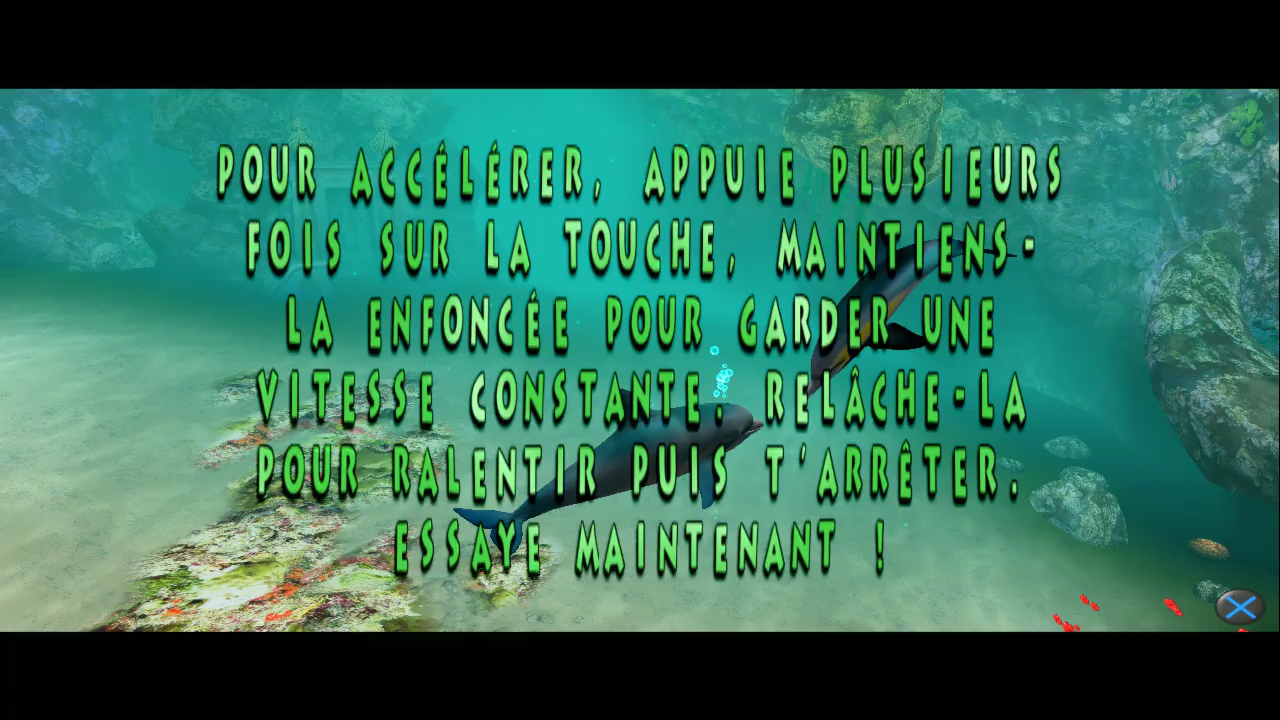 POUR ACCÉLÉRER, APPUIE PLUSIEURS
FOIS SUR LA TOUCHE, MAINTIENS-
LA ENFONCÉE POUR GARDER UNE
VITESSE CONSTANTE. RELÂCHE-LA
POUR RALENTIR PUIS T'ARRÊTER.
ESSAYE MAINTENANT !